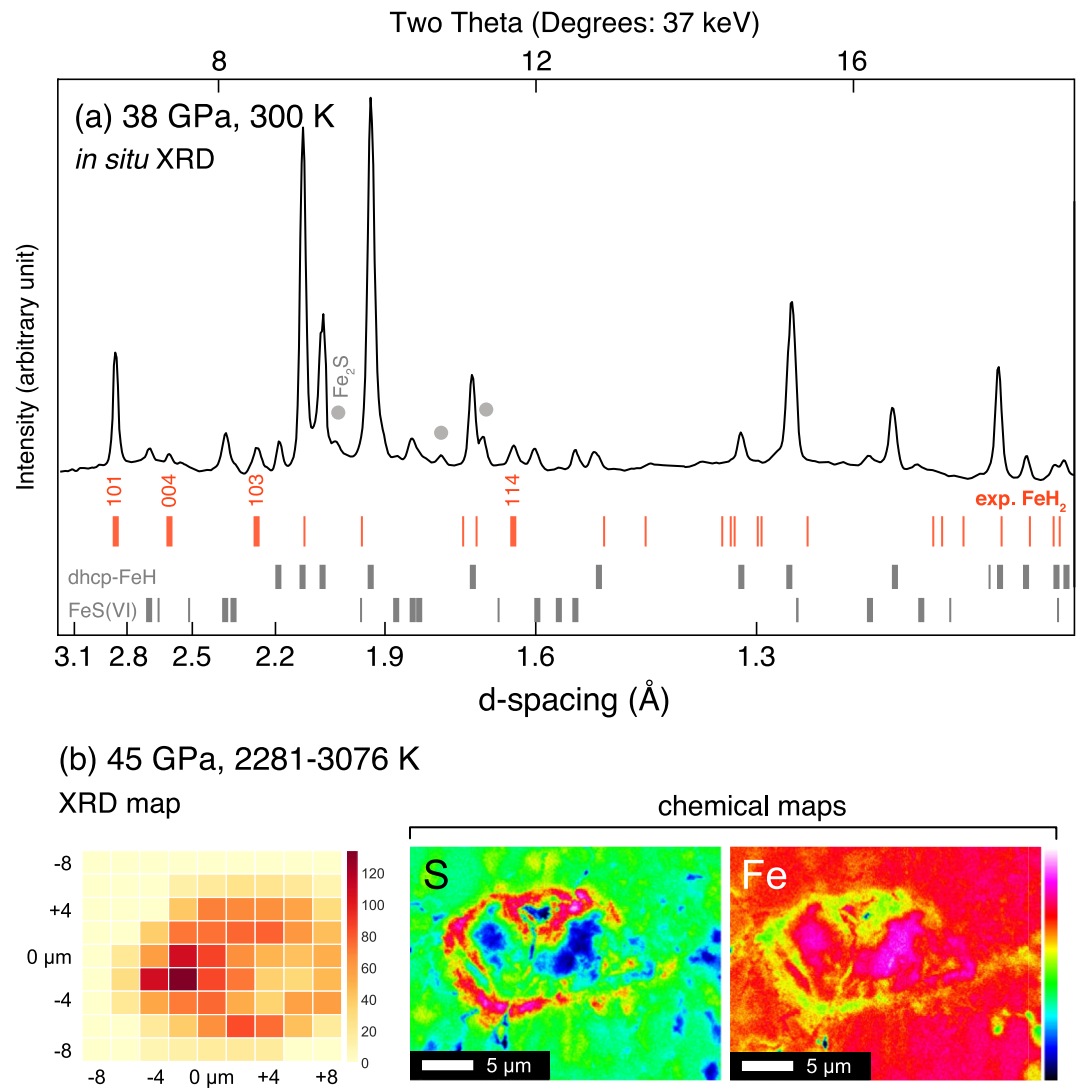 Two Theta (Degrees: 37 keV)
8 12 16
(a) 38 GPa, 300 K
in situ XRD
Intensity (arbitrary unit)
Fe₂S
101 004 103 114 exp. FeH₂
dhcp-FeH
FeS(VI)
3.1 2.8 2.5 2.2 1.9 1.6 1.3
d-spacing (Å)
(b) 45 GPa, 2281-3076 K
XRD map
chemical maps
-8
+4
0 µm
-4
-8
-8 -4 0 µm +4 +8
120
100
80
60
40
20
0
S
5 µm
Fe
5 µm